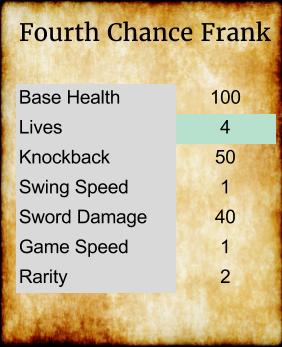 Fourth Chance Frank
Base Health 100
Lives 4
Knockback 50
Swing Speed 1
Sword Damage 40
Game Speed 1
Rarity 2